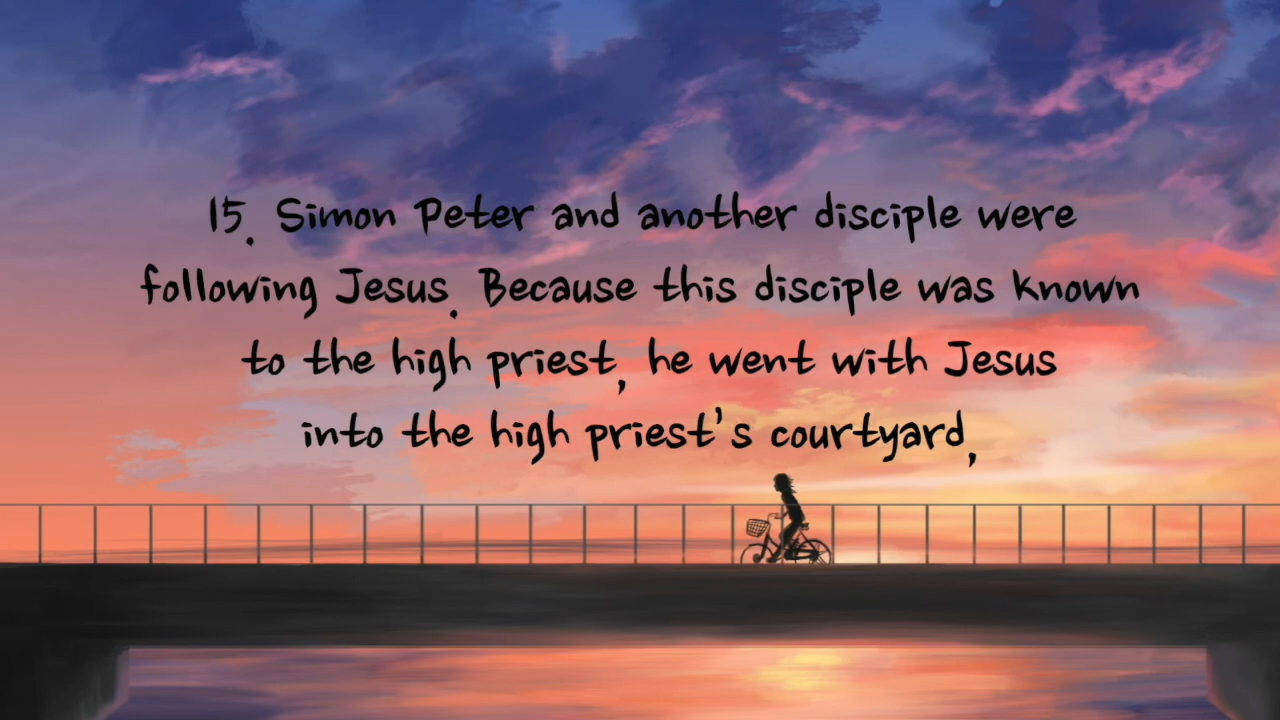 15. Simon Peter and another disciple were
following Jesus. Because this disciple was known
to the high priest, he went with Jesus
into the high priest's courtyard,